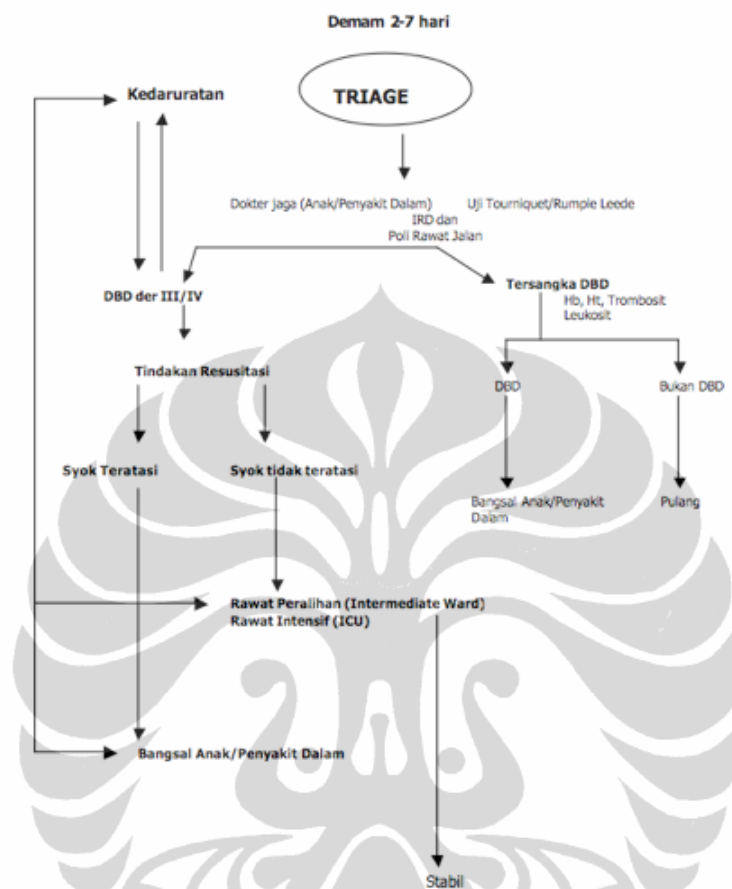 Demam 2-7 hari
Kedaruratan
TRIAGE
Dokter jaga (Anak/Penyakit Dalam) Uji Tourniquet/Rumple Leede
IRD dan
Poli Rawat Jalan
DBD der III/IV
Tersangka DBD
Hb, Ht, Trombosit
Leukosit
Tindakan Resusitasi
DBD
Bukan DBD
Syok Teratasi
Syok tidak teratasi
Bangsal Anak/Penyakit
Dalam
Pulang
Rawat Peralihan (Intermediate Ward)
Rawat Intensif (ICU)
Bangsal Anak/Penyakit Dalam
Stabil